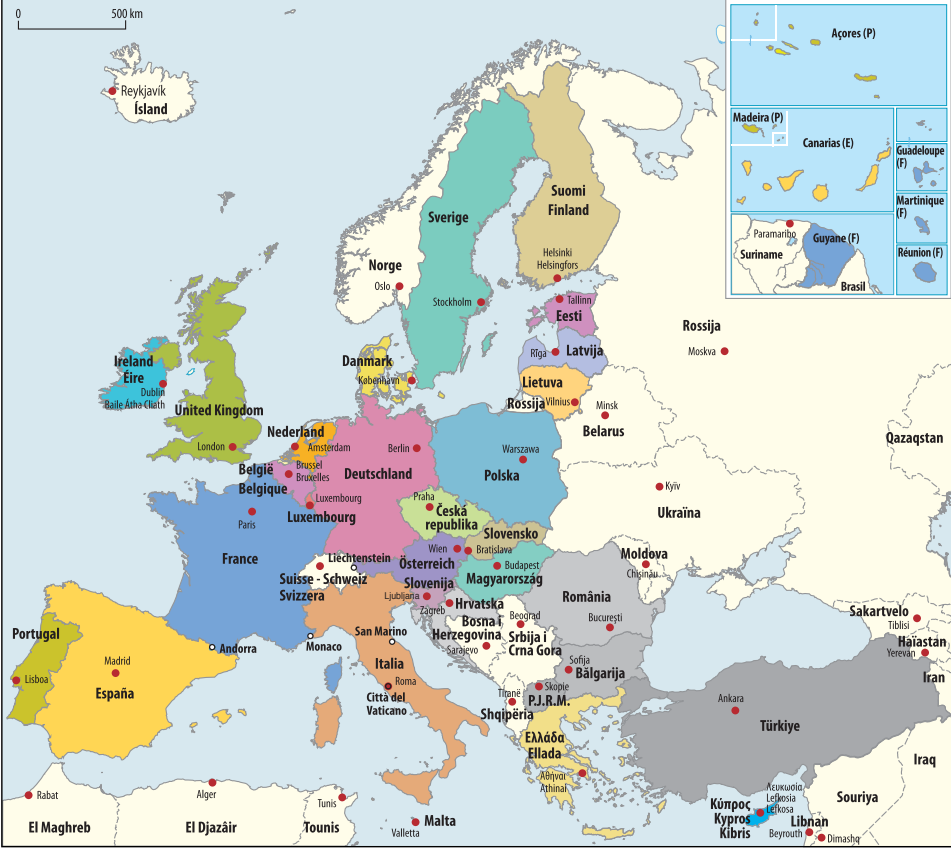 0 500 km
Açores (P)
Madeira (P)
Canarias (E)
Guadeloupe
(F)
Martinique
(F)
Réunion (F)
Paramaribo
Suriname
Guyane (F)
Brasil
Reykjavík
Ísland
Suomi
Finland
Sverige
Helsinki
Helsingfors
Norge
Oslo
Stockholm
Tallinn
Eesti
Rossija
Moskva
Rīga
Latvija
Ireland
Éire
Dublin
Baile Átha Cliath
United Kingdom
London
Danmark
København
Lietuva
Vilnius
Rossija
Minsk
Belarus
Qazaqstan
Nederland
Amsterdam
Berlin
Deutschland
Warszawa
Polska
België
Belgique
Brussel
Bruxelles
Luxembourg
Luxembourg
Kyïv
Ukraïna
Praha
Česká
republika
Paris
France
Slovensko
Bratislava
Wien
Österreich
Liechtenstein
Suisse - Schweiz
Svizzera
Budapest
Magyarország
Moldova
Chișinău
Slovenija
Ljubljana
Zagreb
Hrvatska
România
București
Bosna i
Herzegovina
Sarajevo
Beograd
Srbija i
Crna Gora
Sakartvelo
Tiblisi
Haïastan
Yerevan
Iran
Portugal
Lisboa
Madrid
España
Andorra
Monaco
San Marino
Italia
Roma
Città del
Vaticano
Sofija
Bălgarija
Skopie
P.J.R.M.
Tiranë
Shqipëria
Ankara
Türkiye
Ελλάδα
Ellada
Αθήναι
Athinai
Iraq
Rabat
El Maghreb
Alger
El Djazâir
Tunis
Tounis
Malta
Valletta
Κύπρος
Kypros
Kibris
Λευκωσία
Lefkosia
Lefkosa
Souriya
Libnan
Beyrouth
Dimashq